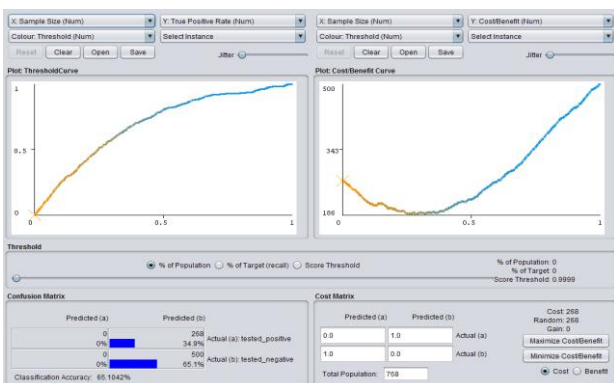 X: Sample Size (Num)
Y: True Positive Rate (Num)
X: Sample Size (Num)
Y: Cost/Benefit (Num)
Colour: Threshold (Num)
Select Instance
Colour: Threshold (Num)
Select Instance
Reset
Clear
Open
Save
Jitter
Reset
Clear
Open
Save
Jitter
Plot: ThresholdCurve
Plot: Cost/Benefit Curve
1
0.5
0
0
0.5
1
500
343
186
0
0.5
1
Threshold
% of Population
% of Target (recall)
Score Threshold
% of Population: 0
% of Target: 0
Score Threshold: 0.9999
Confusion Matrix
Predicted (a)
Predicted (b)
0
0%
268
34.9%
Actual (a): tested_positive
0
0%
500
65.1%
Actual (b): tested_negative
Classification Accuracy: 65.1042%
Cost Matrix
Predicted (a)
Predicted (b)
0.0
1.0
Actual (a)
1.0
0.0
Actual (b)
Total Population:
768
Cost: 268
Random: 268
Gain: 0
Maximize Cost/Benefit
Minimize Cost/Benefit
Cost
Benefit